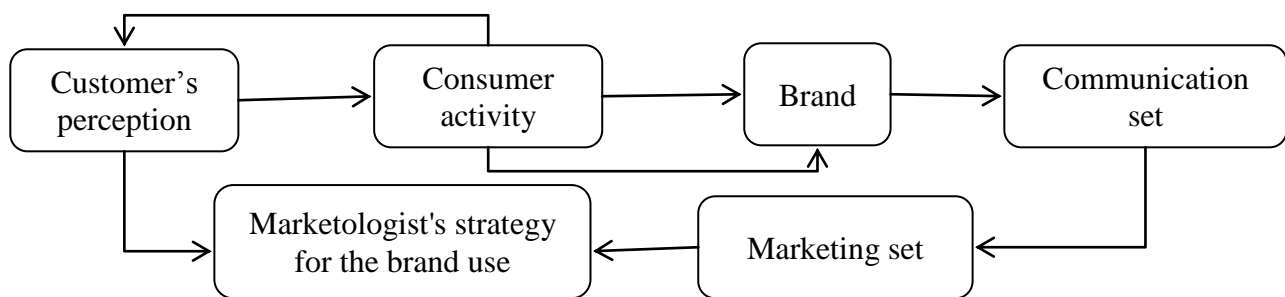 Customer’s
perception
Consumer
activity
Brand
Communication
set
Marketologist's strategy
for the brand use
Marketing set